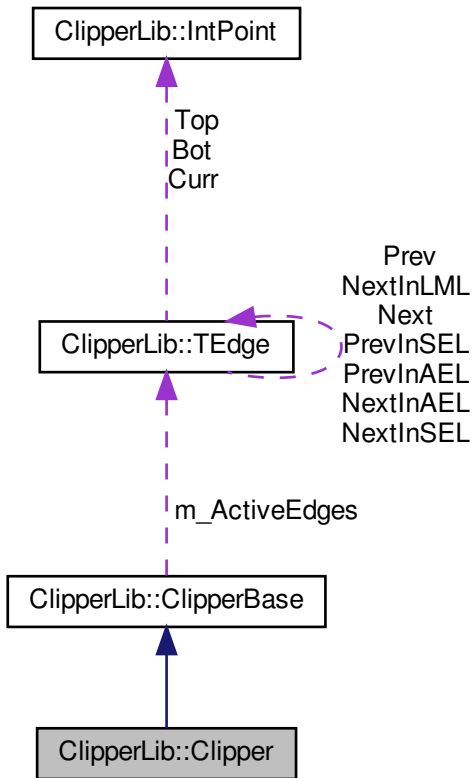 ClipperLib::IntPoint
Top
Bot
Curr
Prev
NextInLML
Next
PrevInSEL
PrevInAEL
NextInAEL
NextInSEL
ClipperLib::TEdge
m_ActiveEdges
ClipperLib::ClipperBase
ClipperLib::Clipper